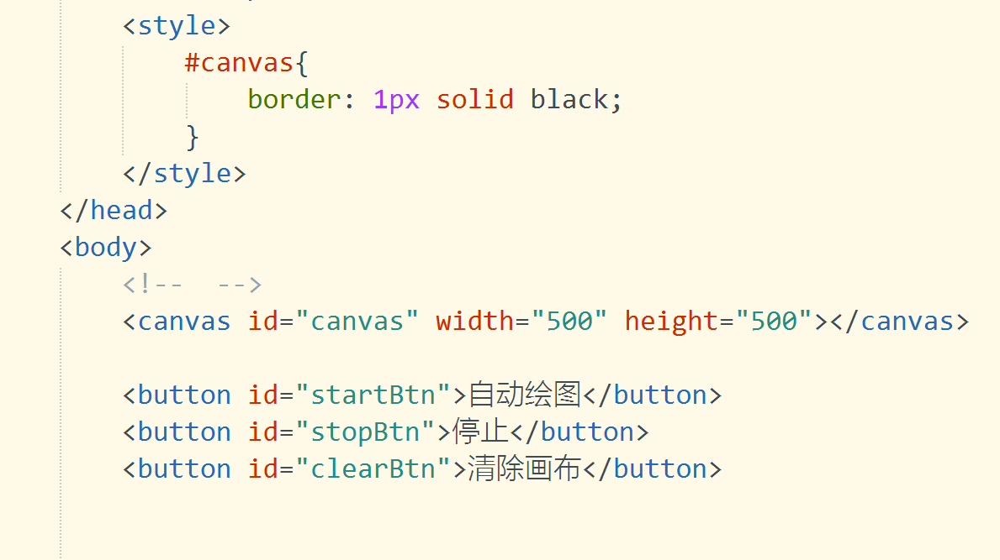 <style>
#canvas{
border: 1px solid black;
}
</style>
</head>
<body>
<!--  -->
<canvas id="canvas" width="500" height="500"></canvas>
<button id="startBtn">自动绘图</button>
<button id="stopBtn">停止</button>
<button id="clearBtn">清除画布</button>